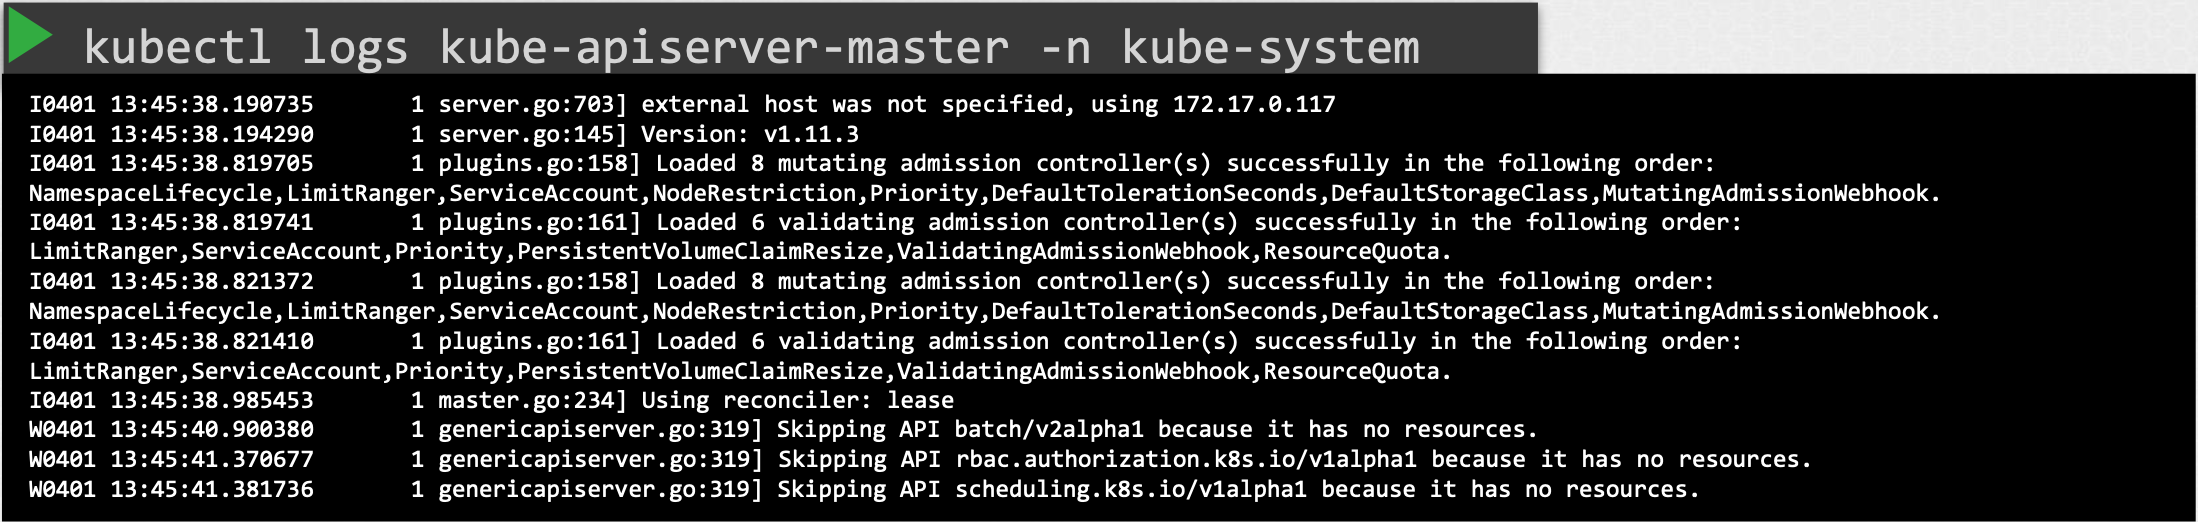 kubectl logs kube-apiserver-master -n kube-system
I0401 13:45:38.190735       1 server.go:703] external host was not specified, using 172.17.0.117
I0401 13:45:38.194290       1 server.go:145] Version: v1.11.3
I0401 13:45:38.819705       1 plugins.go:158] Loaded 8 mutating admission controller(s) successfully in the following order:
NamespaceLifecycle,LimitRanger,ServiceAccount,NodeRestriction,Priority,DefaultTolerationSeconds,DefaultStorageClass,MutatingAdmissionWebhook.
I0401 13:45:38.819741       1 plugins.go:161] Loaded 6 validating admission controller(s) successfully in the following order:
LimitRanger,ServiceAccount,Priority,PersistentVolumeClaimResize,ValidatingAdmissionWebhook,ResourceQuota.
I0401 13:45:38.821372       1 plugins.go:158] Loaded 8 mutating admission controller(s) successfully in the following order:
NamespaceLifecycle,LimitRanger,ServiceAccount,NodeRestriction,Priority,DefaultTolerationSeconds,DefaultStorageClass,MutatingAdmissionWebhook.
I0401 13:45:38.821410       1 plugins.go:161] Loaded 6 validating admission controller(s) successfully in the following order:
LimitRanger,ServiceAccount,Priority,PersistentVolumeClaimResize,ValidatingAdmissionWebhook,ResourceQuota.
I0401 13:45:38.985453       1 master.go:234] Using reconciler: lease
W0401 13:45:40.900380       1 genericapiserver.go:319] Skipping API batch/v2alpha1 because it has no resources.
W0401 13:45:41.370677       1 genericapiserver.go:319] Skipping API rbac.authorization.k8s.io/v1alpha1 because it has no resources.
W0401 13:45:41.381736       1 genericapiserver.go:319] Skipping API scheduling.k8s.io/v1alpha1 because it has no resources.